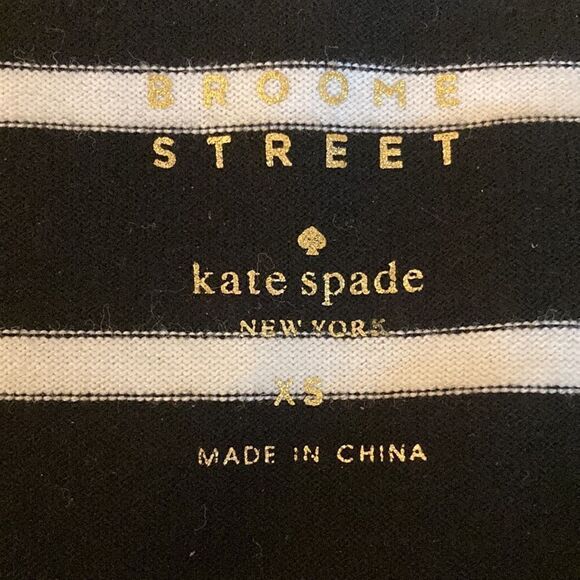 BROOME
STREET
kate spade
NEW YORK
XS
MADE IN CHINA